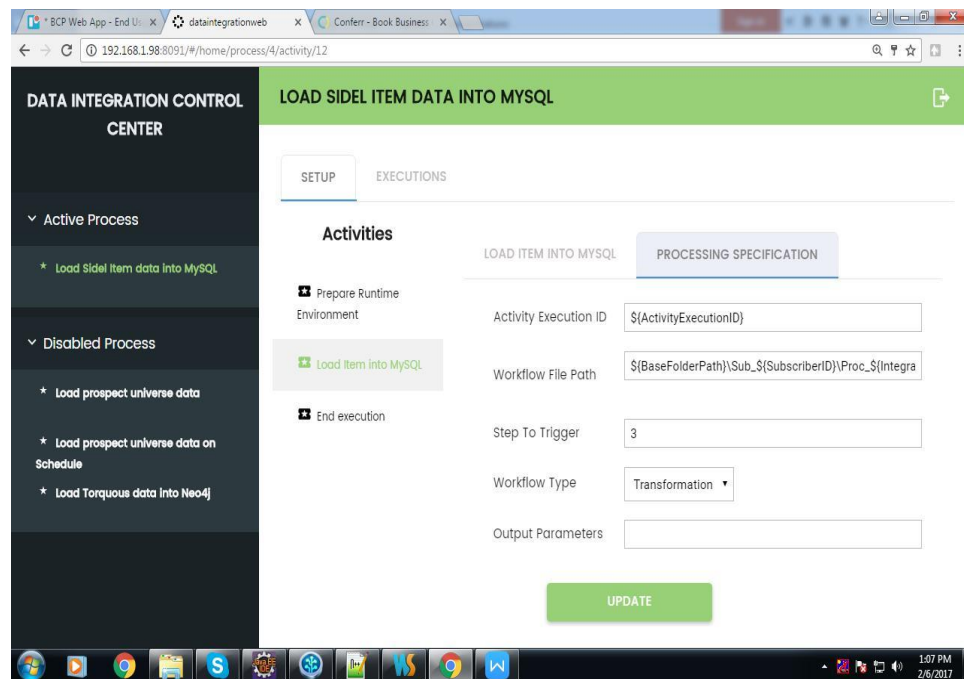 * BCP Web App - End Us
dataintegrationweb
Conferr - Book Business
192.168.1.98:8091/#/home/process/4/activity/12
DATA INTEGRATION CONTROL
CENTER
LOAD SIDEL ITEM DATA INTO MYSQL
SETUP
EXECUTIONS
Active Process
* Load Sidel Item data into MySQL
Disabled Process
* Load prospect universe data
* Load prospect universe data on
Schedule
* Load Torquous data into Neo4j
Activities
Prepare Runtime
Environment
Load Item into MySQL
End execution
LOAD ITEM INTO MYSQL
PROCESSING SPECIFICATION
Activity Execution ID
${ActivityExecutionID}
Workflow File Path
${BaseFolderPath}\Sub_${SubscriberID}\Proc_${Integra
Step To Trigger
3
Workflow Type
Transformation
Output Parameters
UPDATE
1:07 PM
2/6/2017